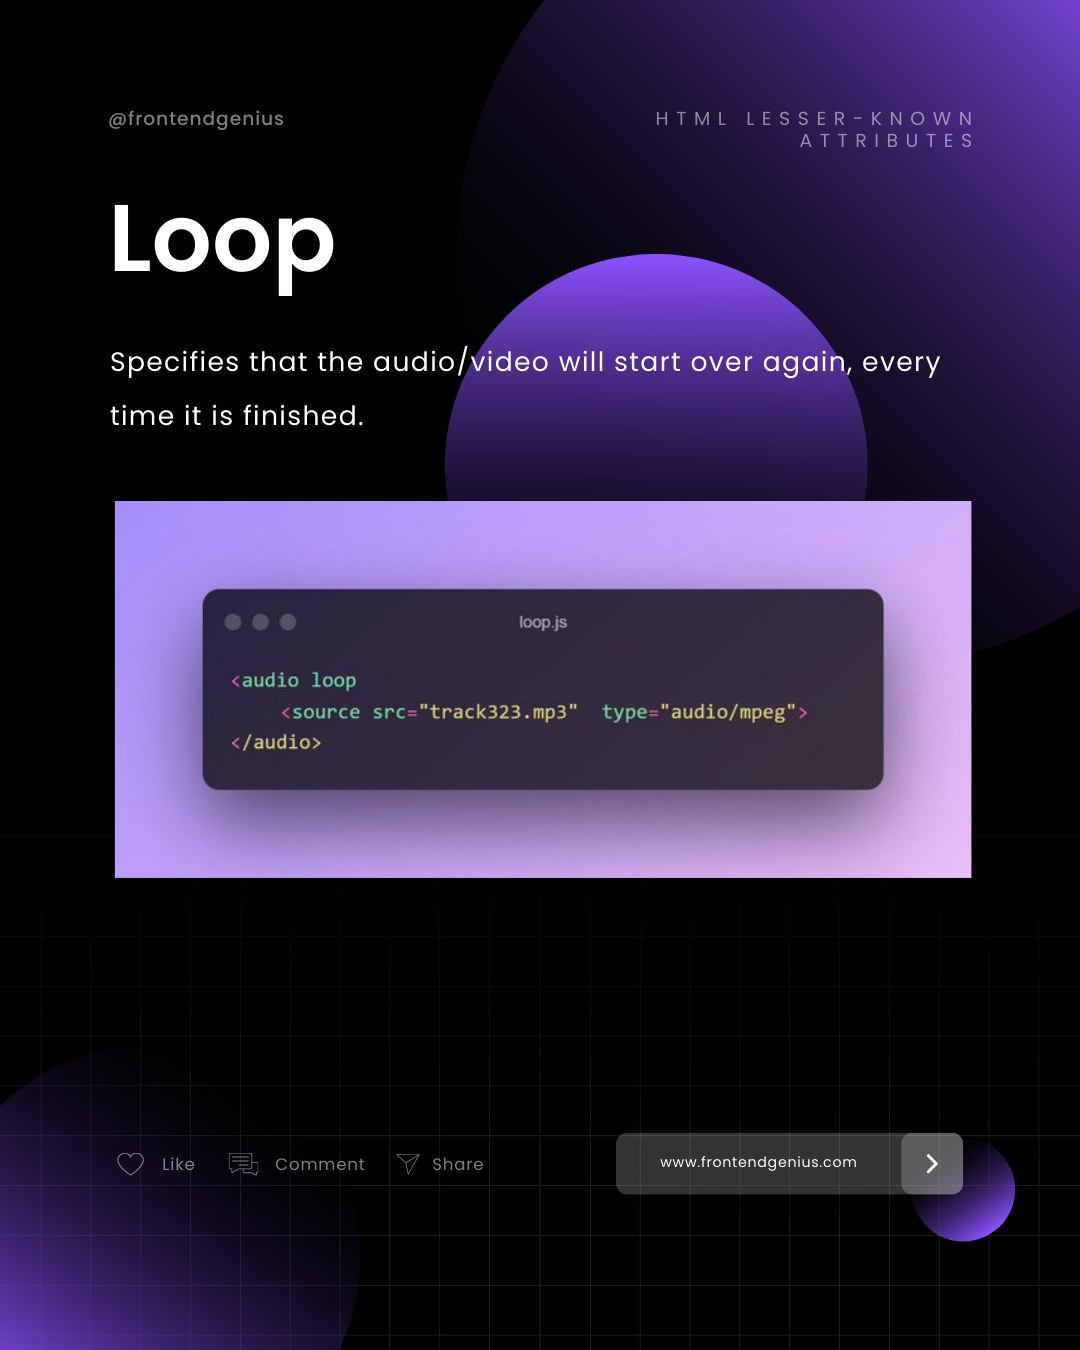 @frontendgenius
HTML LESSER-KNOWN
ATTRIBUTES
Loop
Specifies that the audio/video will start over again, every
time it is finished.
loop.js
<audio loop
    <source src="track323.mp3"  type="audio/mpeg">
</audio>
Like
Comment
Share
www.frontendgenius.com